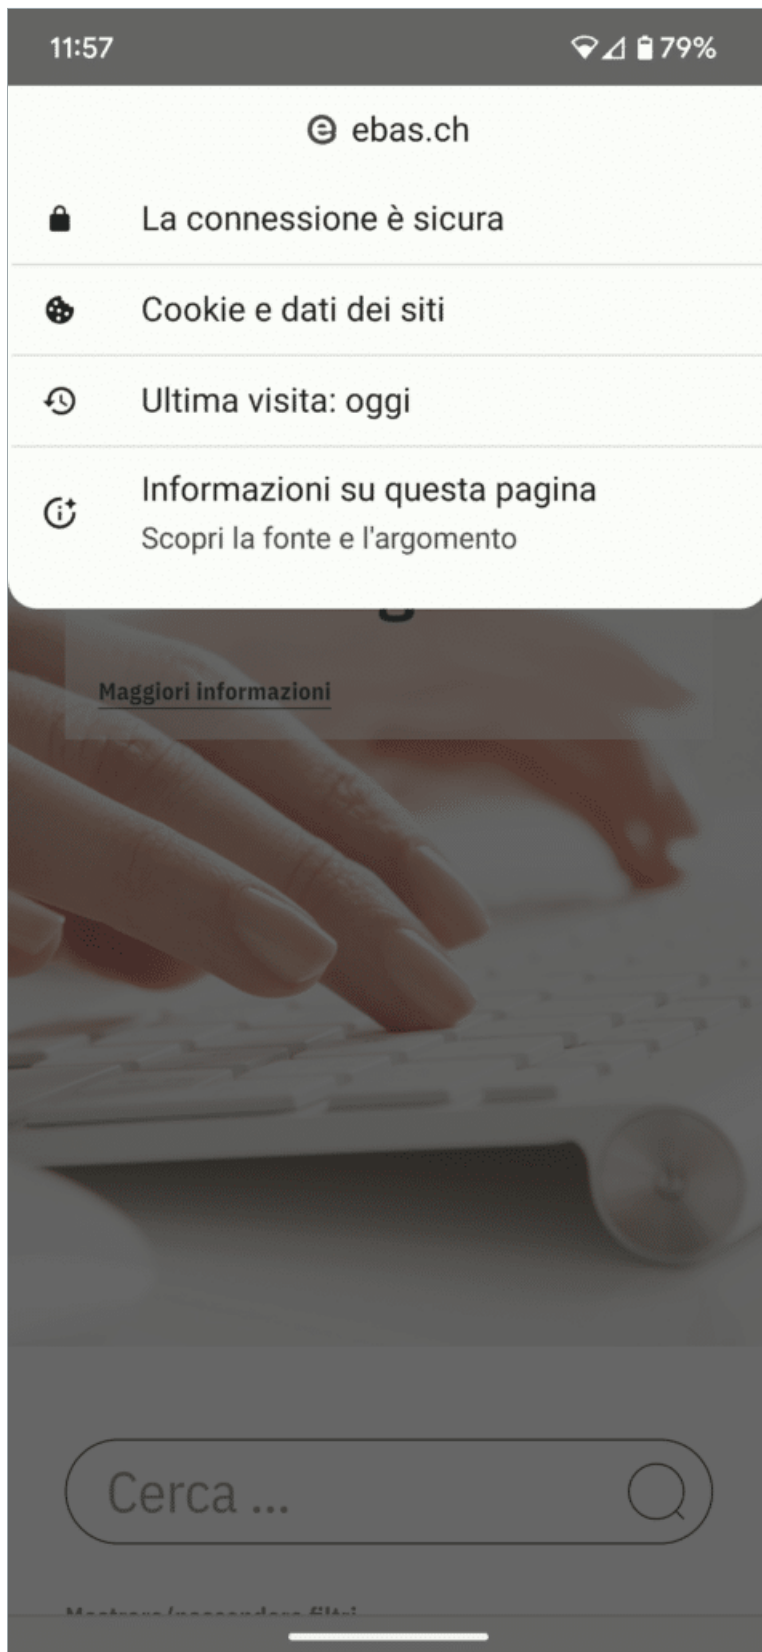 11:57 79%
ebas.ch
La connessione è sicura
Cookie e dati dei siti
Ultima visita: oggi
Informazioni su questa pagina
Scopri la fonte e l'argomento
Maggiori informazioni
Cerca ...